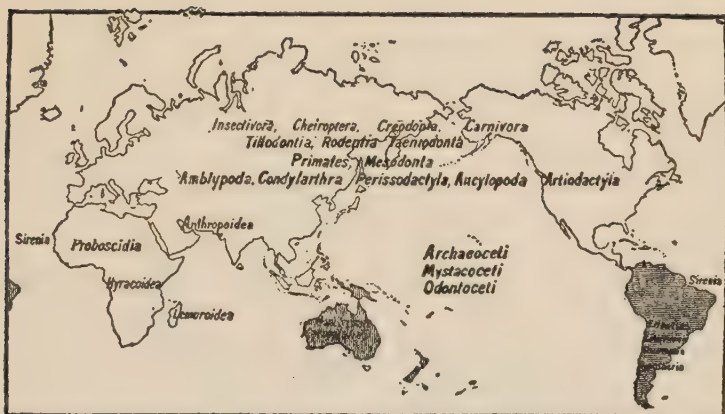 Insectivora, Cheiroptera, Creodonta, Carnivora
Tillodontia, Rodentia Taeniodonta
Primates, Mesodonta
Amblypoda, Condylarthra Perissodactyla, Ancylopoda Artiodactyla
Anthropoidea
Sirenia Proboscidia
Archaeoceti
Mystacoceti
Odontoceti
Hyracoidea
Sirenia
Lemuroidea